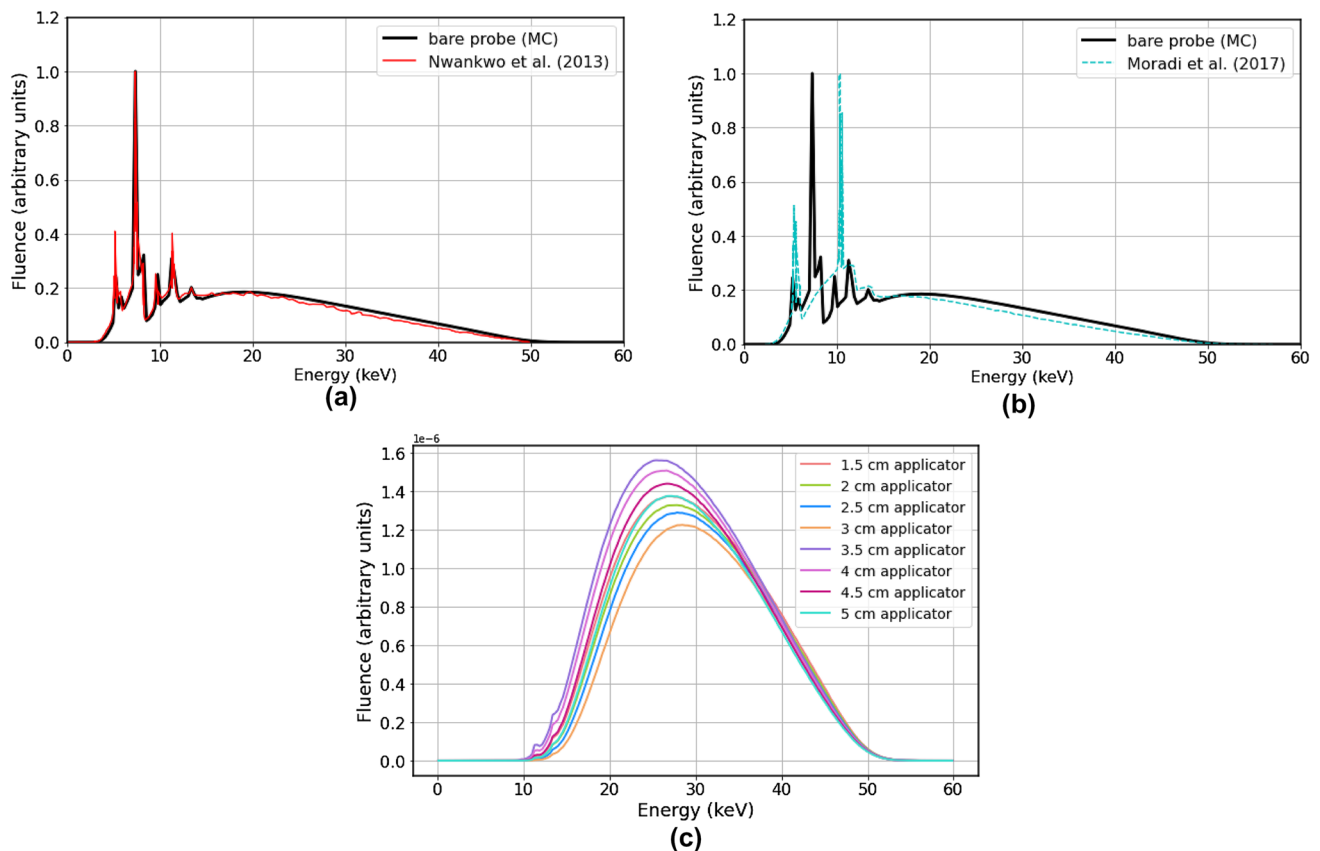 1.2
1.0
0.8
0.6
0.4
0.2
0.0
Fluence (arbitrary units)
bare probe (MC)
Nwankwo et al. (2013)
0 10 20 30 40 50 60
Energy (keV)
(a)
1.2
1.0
0.8
0.6
0.4
0.2
0.0
Fluence (arbitrary units)
bare probe (MC)
Moradi et al. (2017)
0 10 20 30 40 50 60
Energy (keV)
(b)
1e-6
1.6
1.4
1.2
1.0
0.8
0.6
0.4
0.2
0.0
Fluence (arbitrary units)
1.5 cm applicator
2 cm applicator
2.5 cm applicator
3 cm applicator
3.5 cm applicator
4 cm applicator
4.5 cm applicator
5 cm applicator
0 10 20 30 40 50 60
Energy (keV)
(c)